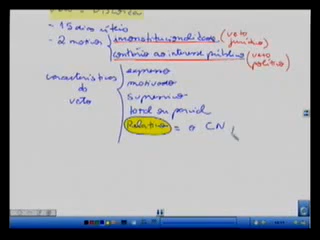 - 15 dias úteis
- 2 motivos
inconstitucionalidade (veto jurídico)
contrário ao interesse público (veto político)
características do veto
expresso
motivado
supressivo
total ou parcial
Relativo = o CN